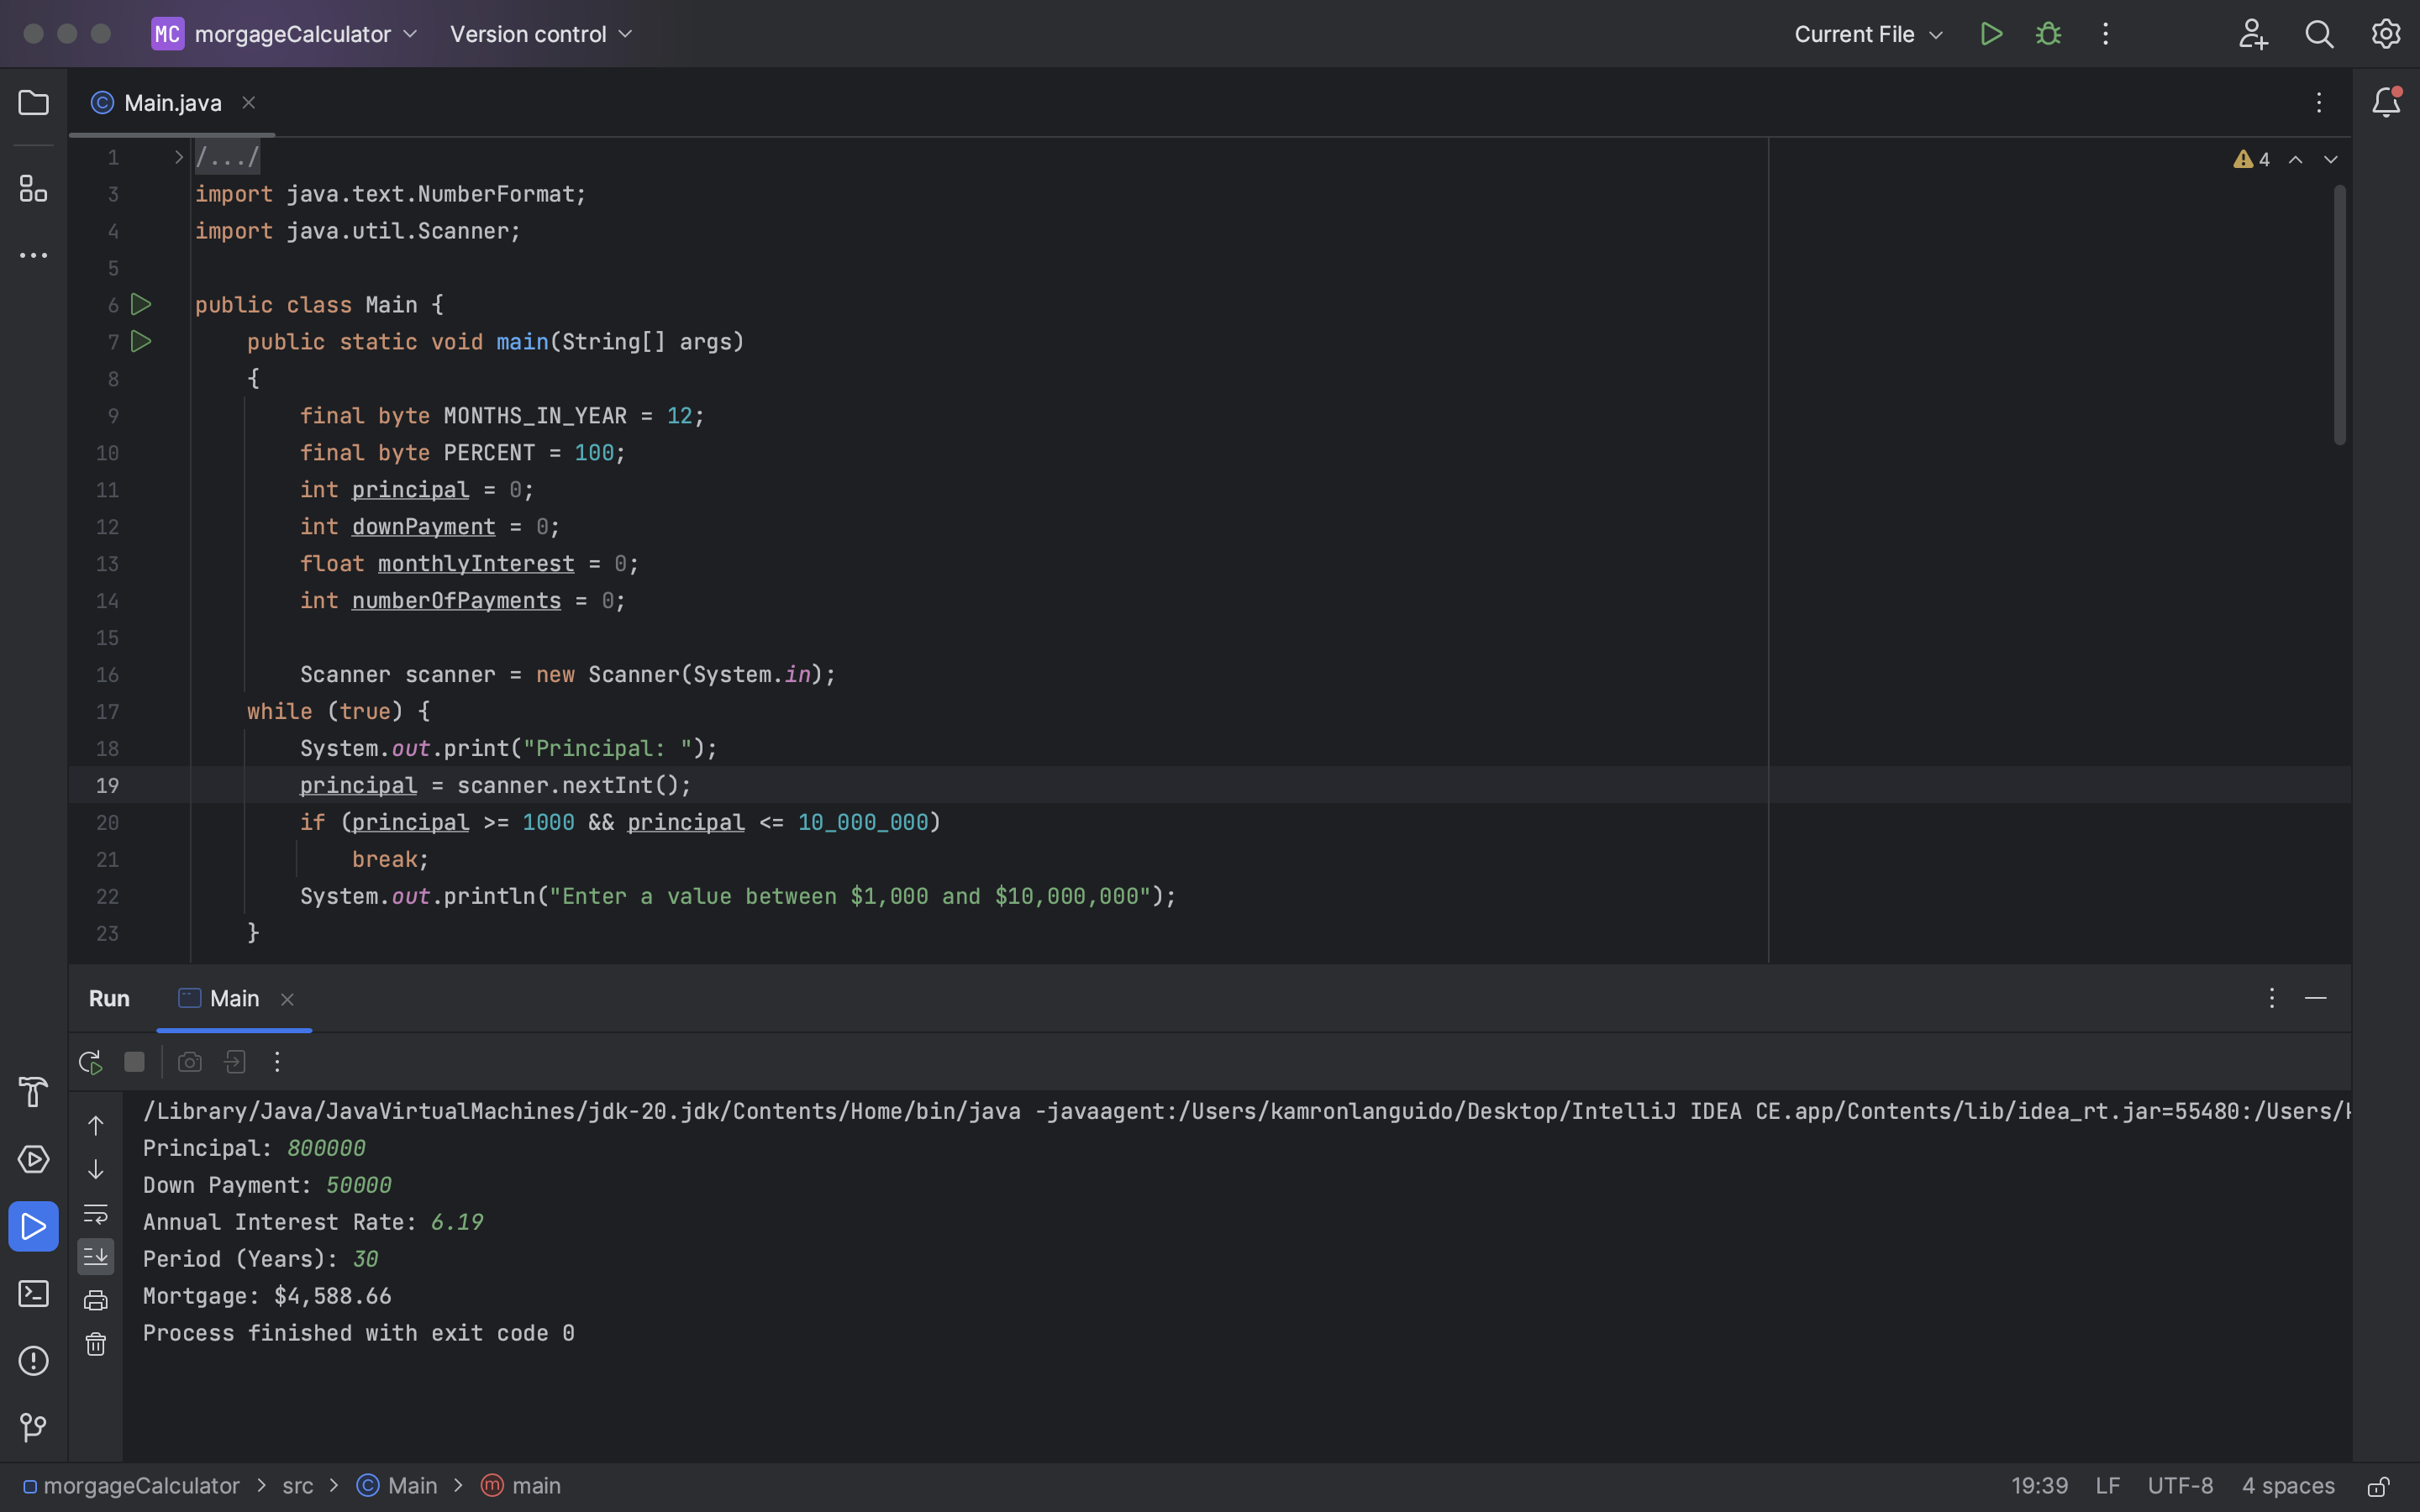 MC morgageCalculator Version control Current File
Main.java
1 /.../
4
3 import java.text.NumberFormat;
4 import java.util.Scanner;
5
6 public class Main {
7 public static void main(String[] args)
8 {
9 final byte MONTHS_IN_YEAR = 12;
10 final byte PERCENT = 100;
11 int principal = 0;
12 int downPayment = 0;
13 float monthlyInterest = 0;
14 int numberOfPayments = 0;
15
16 Scanner scanner = new Scanner(System.in);
17 while (true) {
18 System.out.print("Principal: ");
19 principal = scanner.nextInt();
20 if (principal >= 1000 && principal <= 10_000_000)
21 break;
22 System.out.println("Enter a value between $1,000 and $10,000,000");
23 }
Run Main
/Library/Java/JavaVirtualMachines/jdk-20.jdk/Contents/Home/bin/java -javaagent:/Users/kamronlanguido/Desktop/IntelliJ IDEA CE.app/Contents/lib/idea_rt.jar=55480:/Users/
Principal: 800000
Down Payment: 50000
Annual Interest Rate: 6.19
Period (Years): 30
Mortgage: $4,588.66
Process finished with exit code 0
morgageCalculator > src > Main > main 19:39 LF UTF-8 4 spaces